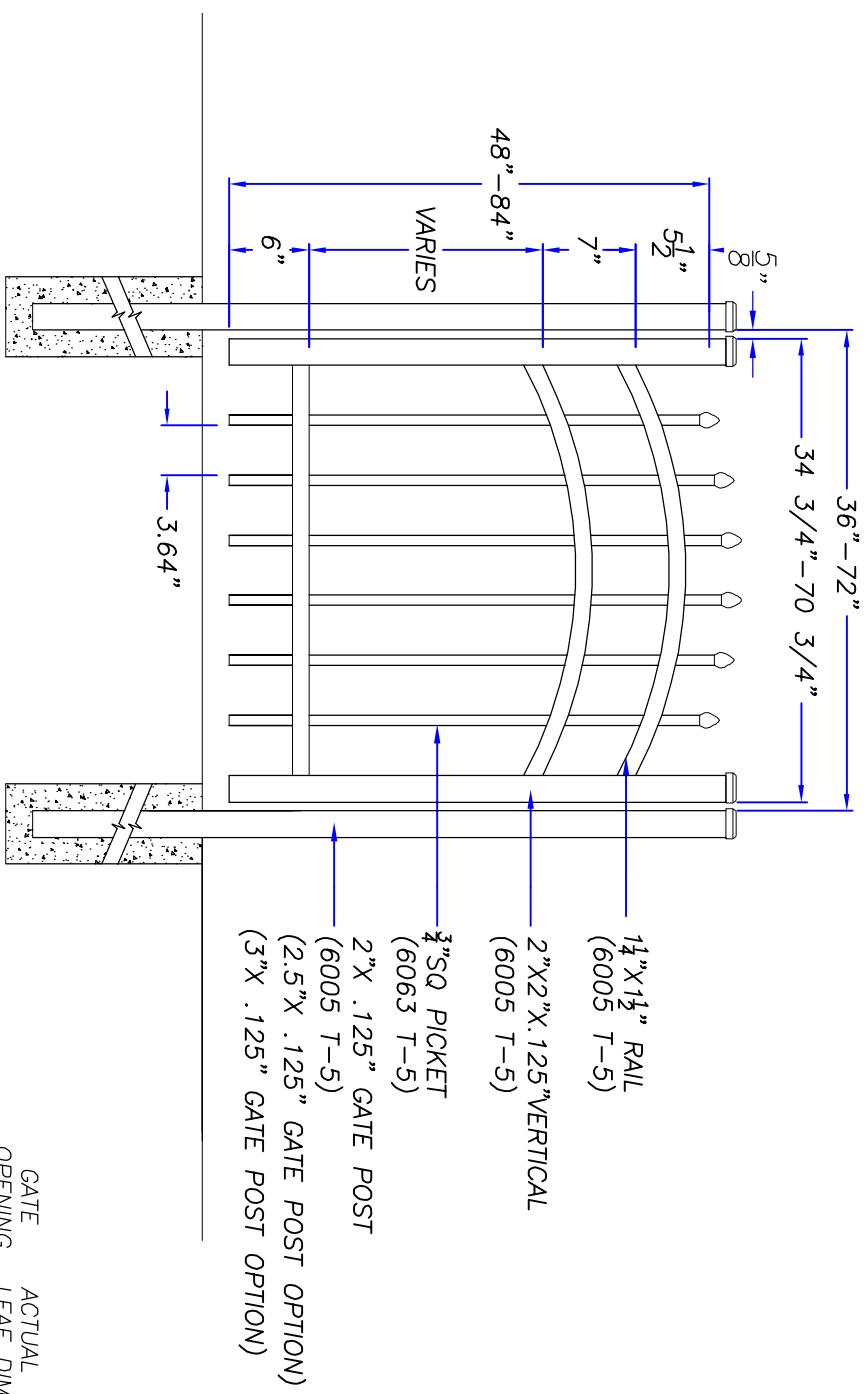 36"-72"
34 3/4"-70 3/4"
5/8"
5 1/2"
7"
48"-84"
VARIES
6"
3.64"
1 1/4"X1 1/2" RAIL
(6005 T-5)
2"X2"X.125"VERTICAL
(6005 T-5)
3/4"SQ PICKET
(6063 T-5)
2"X .125" GATE POST
(6005 T-5)
(2.5"X .125" GATE POST OPTION)
(3"X .125" GATE POST OPTION)
GATE ACTUAL
OPENING LEAF DIM